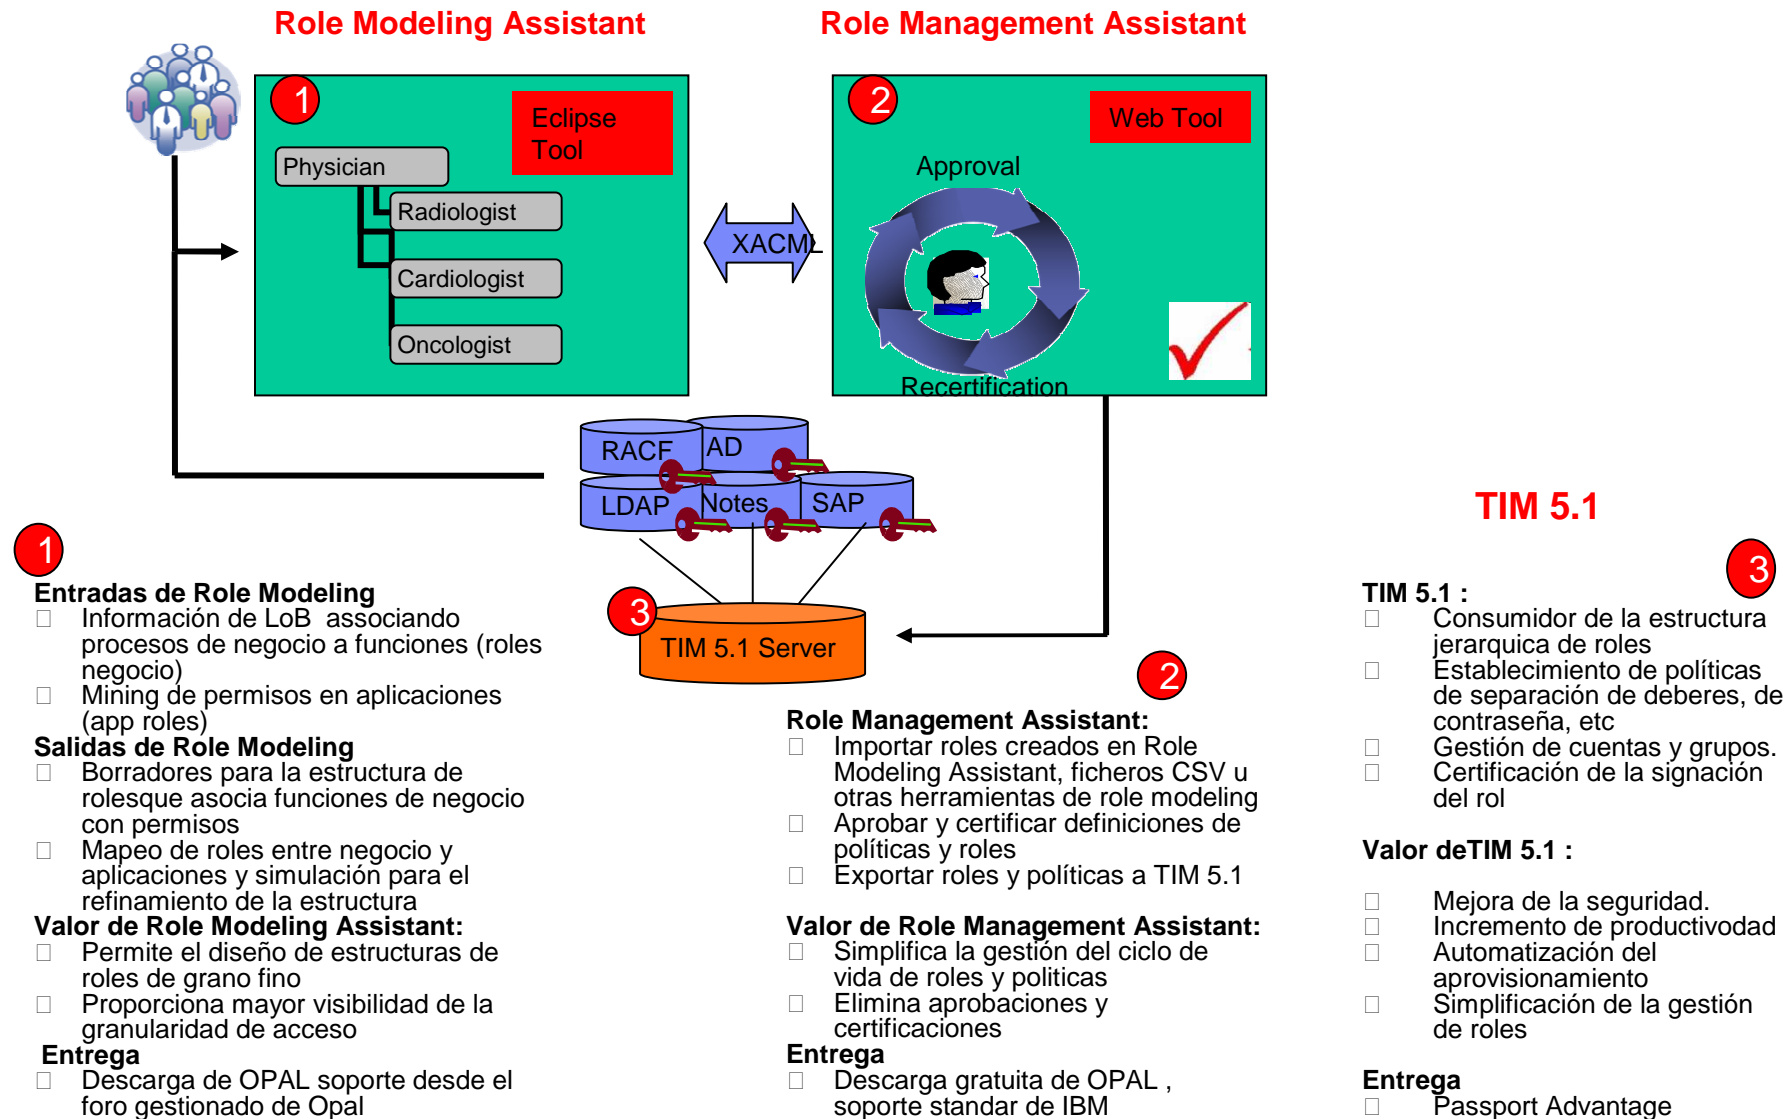 Role Modeling Assistant
Role Management Assistant
1
Eclipse
Tool
Physician
Radiologist
Cardiologist
Oncologist
XACML
2
Web Tool
Approval
Recertification
RACF
AD
LDAP
Notes
SAP
3
TIM 5.1 Server
1
Entradas de Role Modeling
Información de LoB associando
procesos de negocio a funciones (roles
negocio)
Mining de permisos en aplicaciones
(app roles)
Salidas de Role Modeling
Borradores para la estructura de
rolesque asocia funciones de negocio
con permisos
Mapeo de roles entre negocio y
aplicaciones y simulación para el
refinamiento de la estructura
Valor de Role Modeling Assistant:
Permite el diseño de estructuras de
roles de grano fino
Proporciona mayor visibilidad de la
granularidad de acceso
Entrega
Descarga de OPAL soporte desde el
foro gestionado de Opal
2
Role Management Assistant:
Importar roles creados en Role
Modeling Assistant, ficheros CSV u
otras herramientas de role modeling
Aprobar y certificar definiciones de
políticas y roles
Exportar roles y políticas a TIM 5.1
Valor de Role Management Assistant:
Simplifica la gestión del ciclo de
vida de roles y politicas
Elimina aprobaciones y
certificaciones
Entrega
Descarga gratuita de OPAL ,
soporte standar de IBM
TIM 5.1
3
TIM 5.1 :
Consumidor de la estructura
jerarquica de roles
Establecimiento de políticas
de separación de deberes, de
contraseña, etc
Gestión de cuentas y grupos.
Certificación de la signación
del rol
Valor deTIM 5.1 :
Mejora de la seguridad.
Incremento de productivodad
Automatización del
aprovisionamiento
Simplificación de la gestión
de roles
Entrega
Passport Advantage